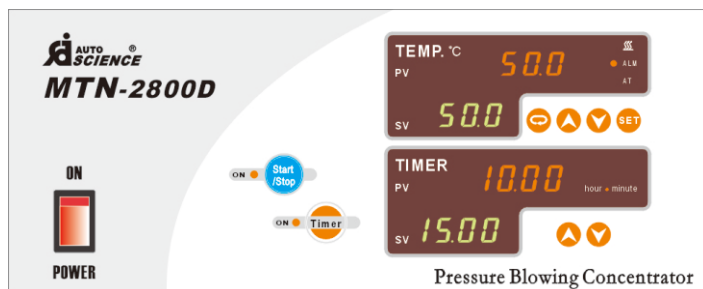 AUTO ®
SCIENCE
MTN-2800D
ON
POWER
ON Start
/Stop
ON Timer
TEMP. °C
PV 50.0
ALM
AT
SV 50.0
SET
TIMER
PV 10.00 hour • minute
SV 15.00
Pressure Blowing Concentrator